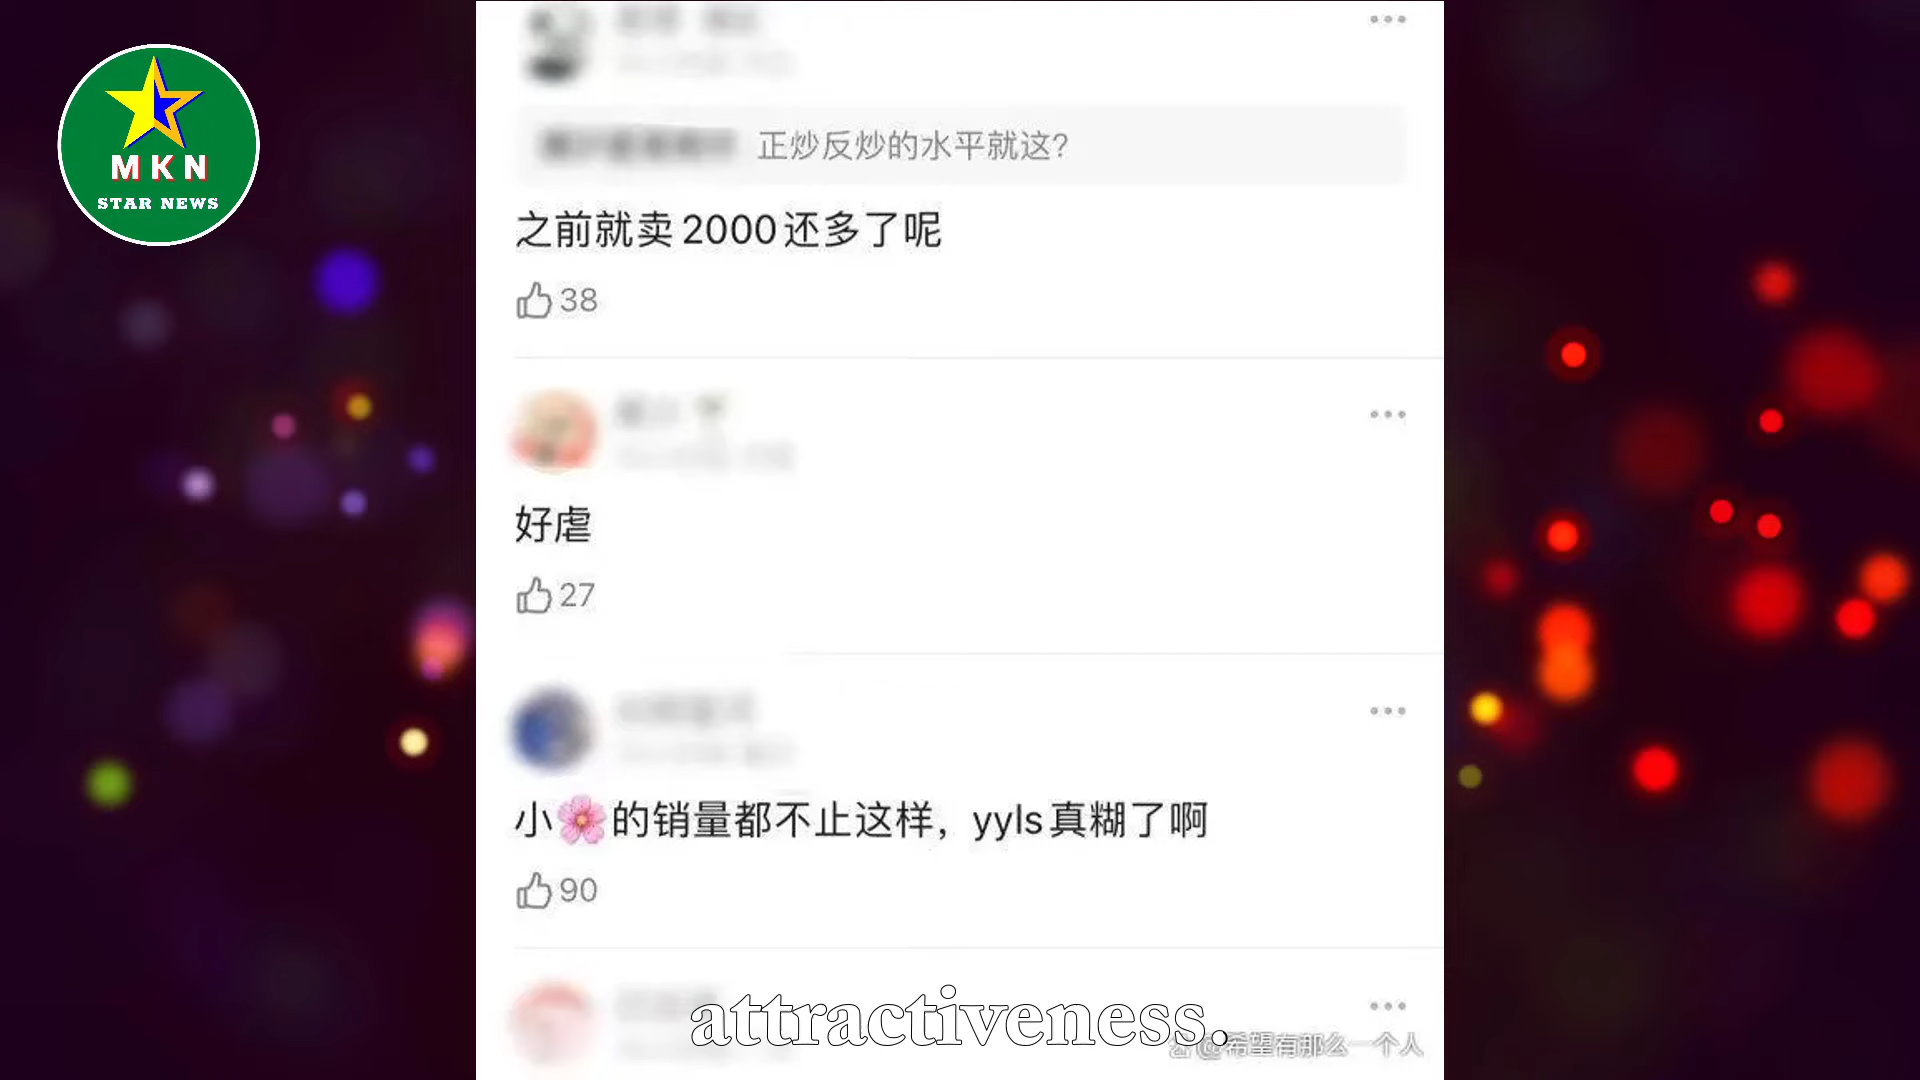 MKN
STAR NEWS
正炒反炒的水平就这?
之前就卖2000还多了呢
38
好虐
27
小🌸的销量都不止这样，yyls真糊了啊
90
attractiveness.
@希望有那么一个人